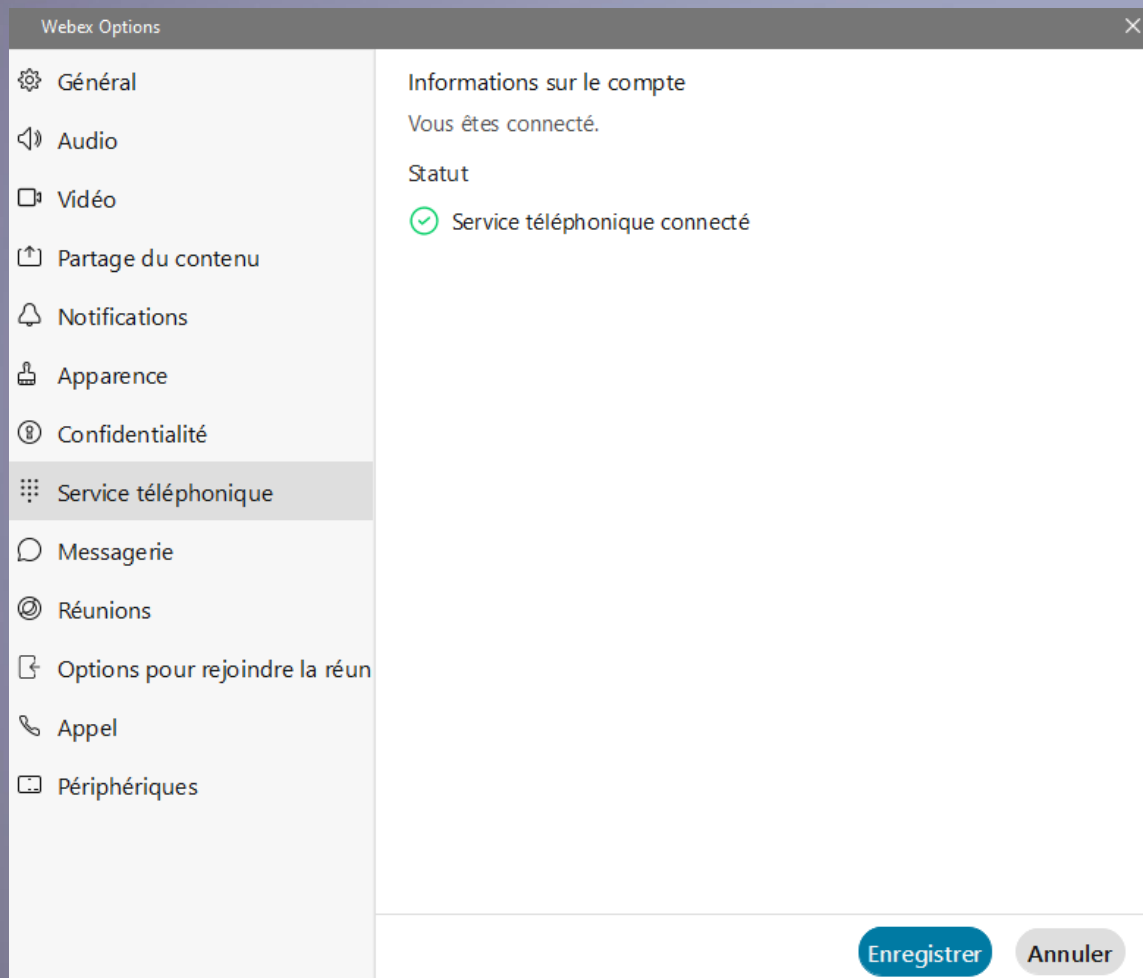 Webex Options
Général
Audio
Vidéo
Partage du contenu
Notifications
Apparence
Confidentialité
Service téléphonique
Messagerie
Réunions
Options pour rejoindre la réun
Appel
Périphériques
Informations sur le compte
Vous êtes connecté.
Statut
Service téléphonique connecté
Enregistrer
Annuler